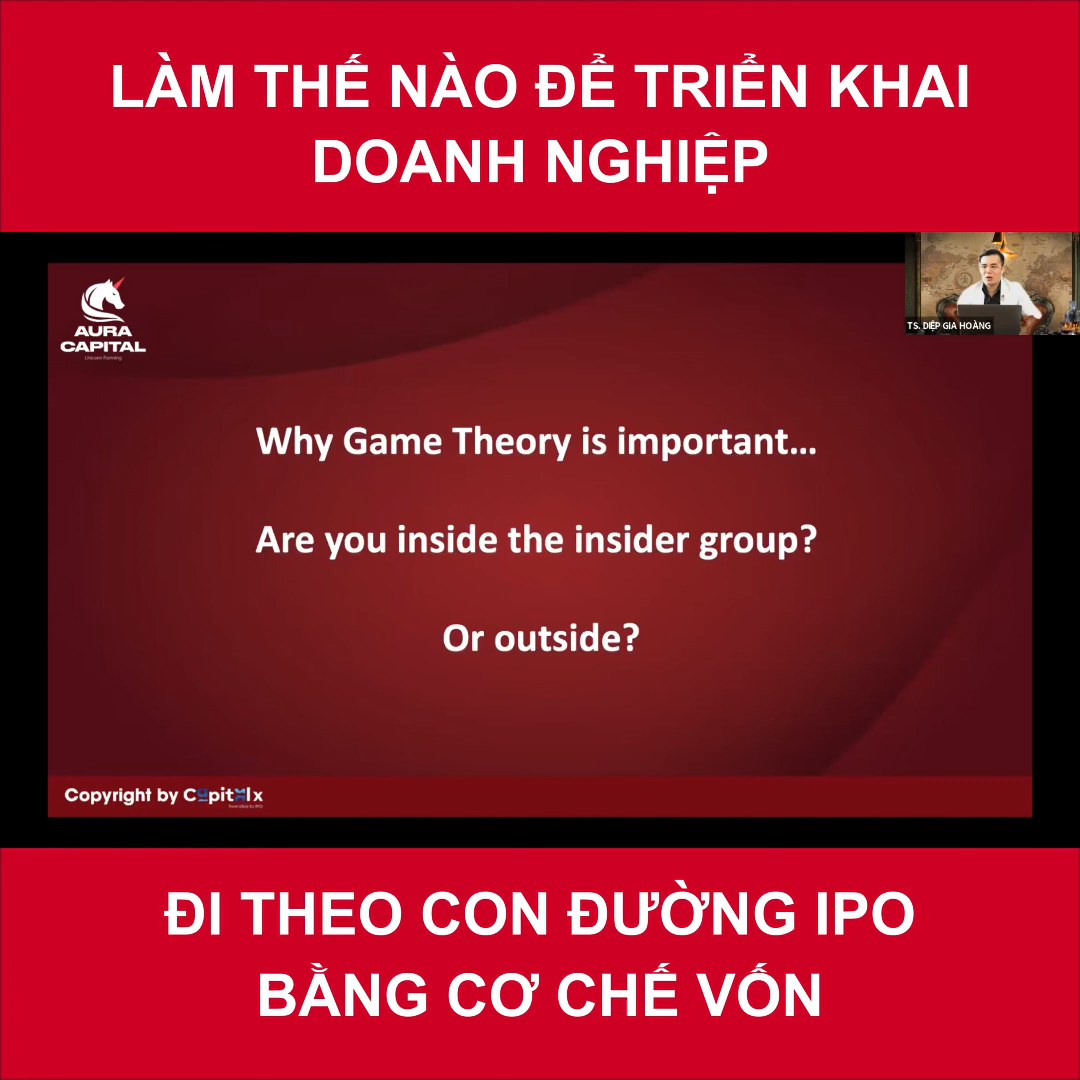 LÀM THẾ NÀO ĐỂ TRIỂN KHAI
DOANH NGHIỆP
AURA
CAPITAL
Unicorn Farming
TS. DIỆP GIA HOÀNG
Why Game Theory is important...
Are you inside the insider group?
Or outside?
Copyright by Capitalx
ĐI THEO CON ĐƯỜNG IPO
BẰNG CƠ CHẾ VỐN